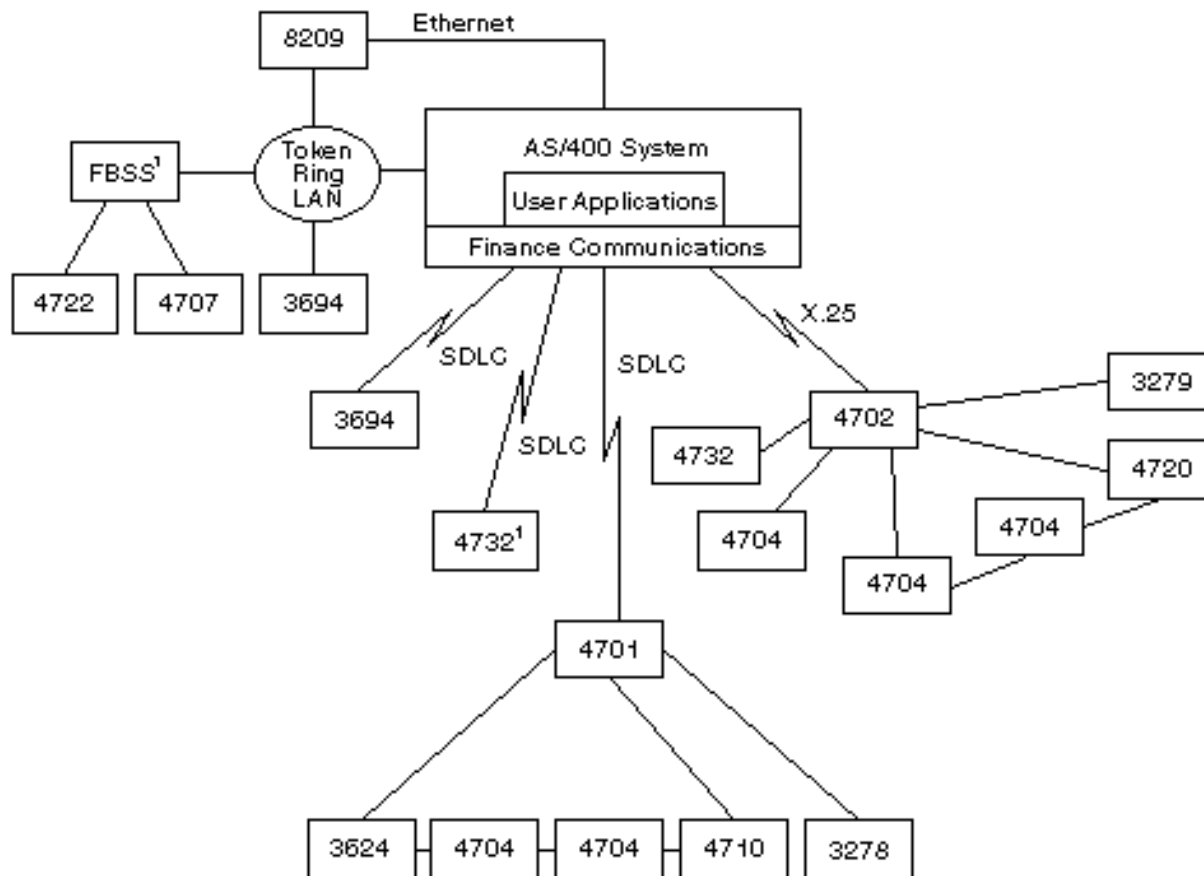 8209
Ethernet
AS/400 System
Token
Ring
LAN
FBSS¹
User Applications
Finance Communications
4722
4707
3694
X.25
SDLC
SDLC
3279
3694
4702
SDLC
4732
4720
4732¹
4704
4704
4704
4701
3624
4704
4704
4710
3278